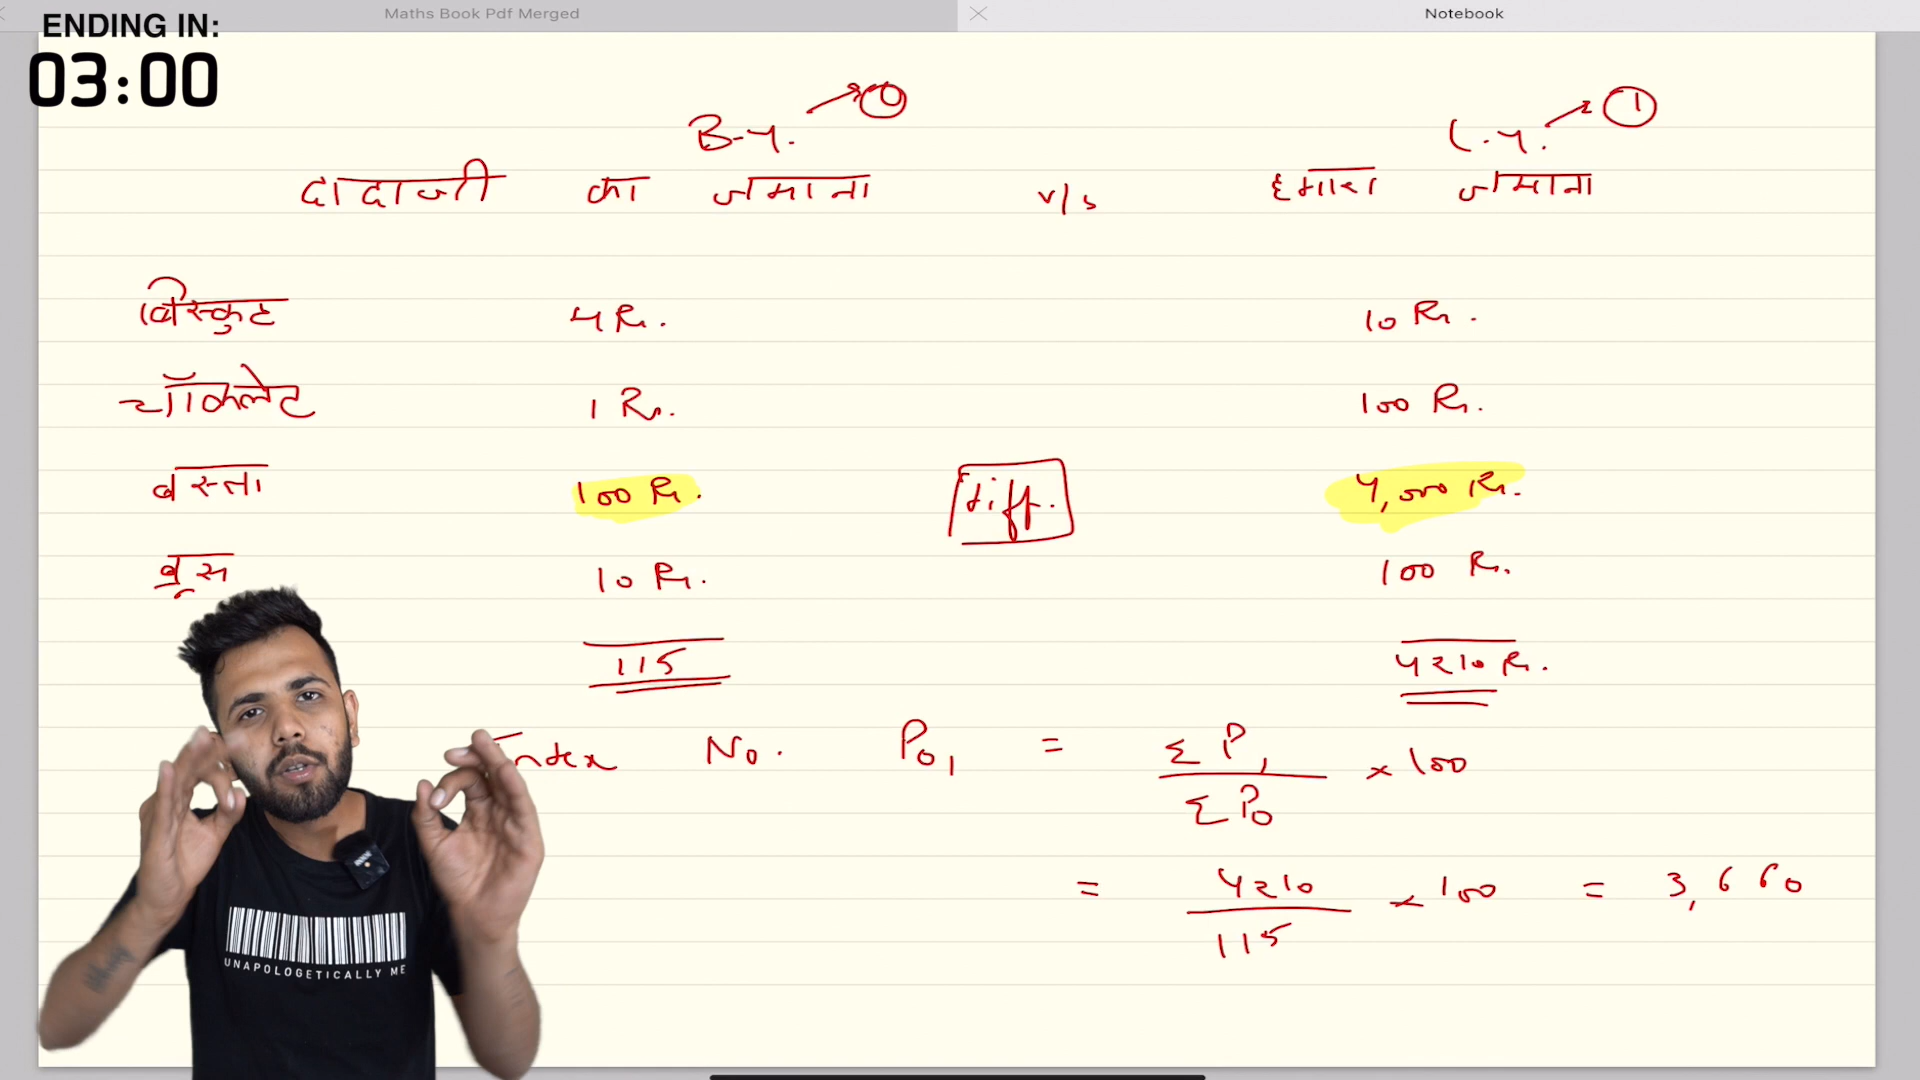 Maths Book Pdf Merged
Notebook
ENDING IN:
03:00
B.Y. → 0
C.Y. → 1
दादाजी का जमाना v/s हमारा जमाना
बिस्कुट 4 Rs. 10 Rs.
चॉकलेट 1 Rs. 100 Rs.
बस्ता 100 Rs. diff. 4,000 Rs.
10 Rs. 100 Rs.
115 4210 Rs.
Index No. P01 = ΣP1 / ΣP0 × 100
= 4210 / 115 × 100 = 3,660
UNAPOLOGETICALLY ME